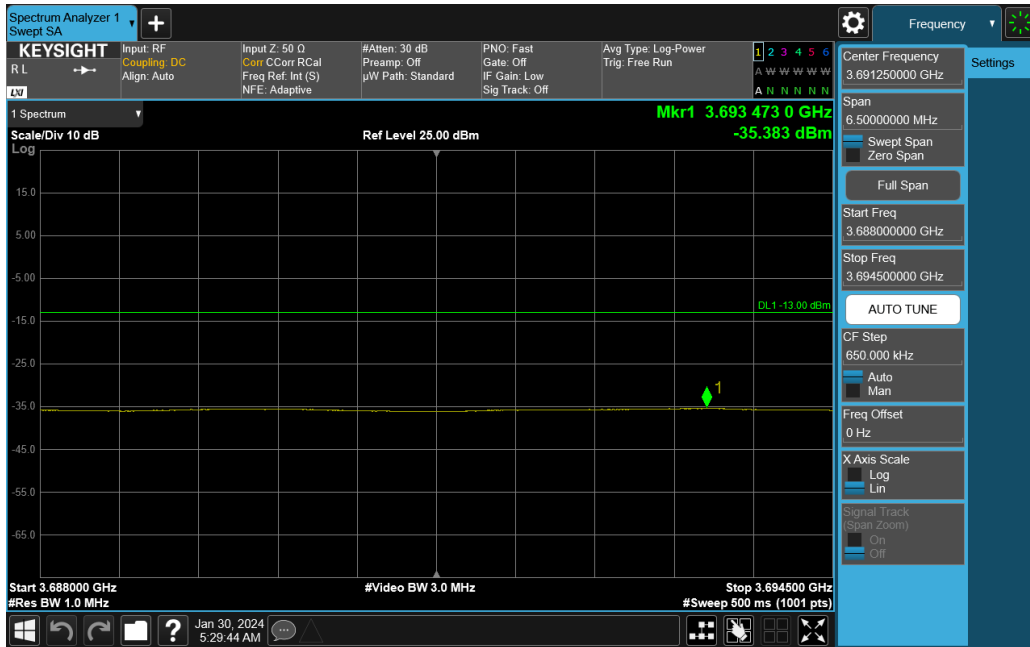 Spectrum Analyzer 1
Swept SA
Frequency
KEYSIGHT
R L
LXI
Input: RF
Coupling: DC
Align: Auto
Input Z: 50 Ω
Corr CCorr RCal
Freq Ref: Int (S)
NFE: Adaptive
#Atten: 30 dB
Preamp: Off
µW Path: Standard
PNO: Fast
Gate: Off
IF Gain: Low
Sig Track: Off
Avg Type: Log-Power
Trig: Free Run
1 2 3 4 5 6
A W W W W W
A N N N N N
1 Spectrum
Scale/Div 10 dB
Log
Ref Level 25.00 dBm
Mkr1 3.693 473 0 GHz
-35.383 dBm
15.0
5.00
-5.00
-15.0
-25.0
-35.0
-45.0
-55.0
-65.0
DL1 -13.00 dBm
1
Start 3.688000 GHz
#Res BW 1.0 MHz
#Video BW 3.0 MHz
Stop 3.694500 GHz
#Sweep 500 ms (1001 pts)
?
Jan 30, 2024
5:29:44 AM
Center Frequency
3.691250000 GHz
Settings
Span
6.50000000 MHz
Swept Span
Zero Span
Full Span
Start Freq
3.688000000 GHz
Stop Freq
3.694500000 GHz
AUTO TUNE
CF Step
650.000 kHz
Auto
Man
Freq Offset
0 Hz
X Axis Scale
Log
Lin
Signal Track
(Span Zoom)
On
Off